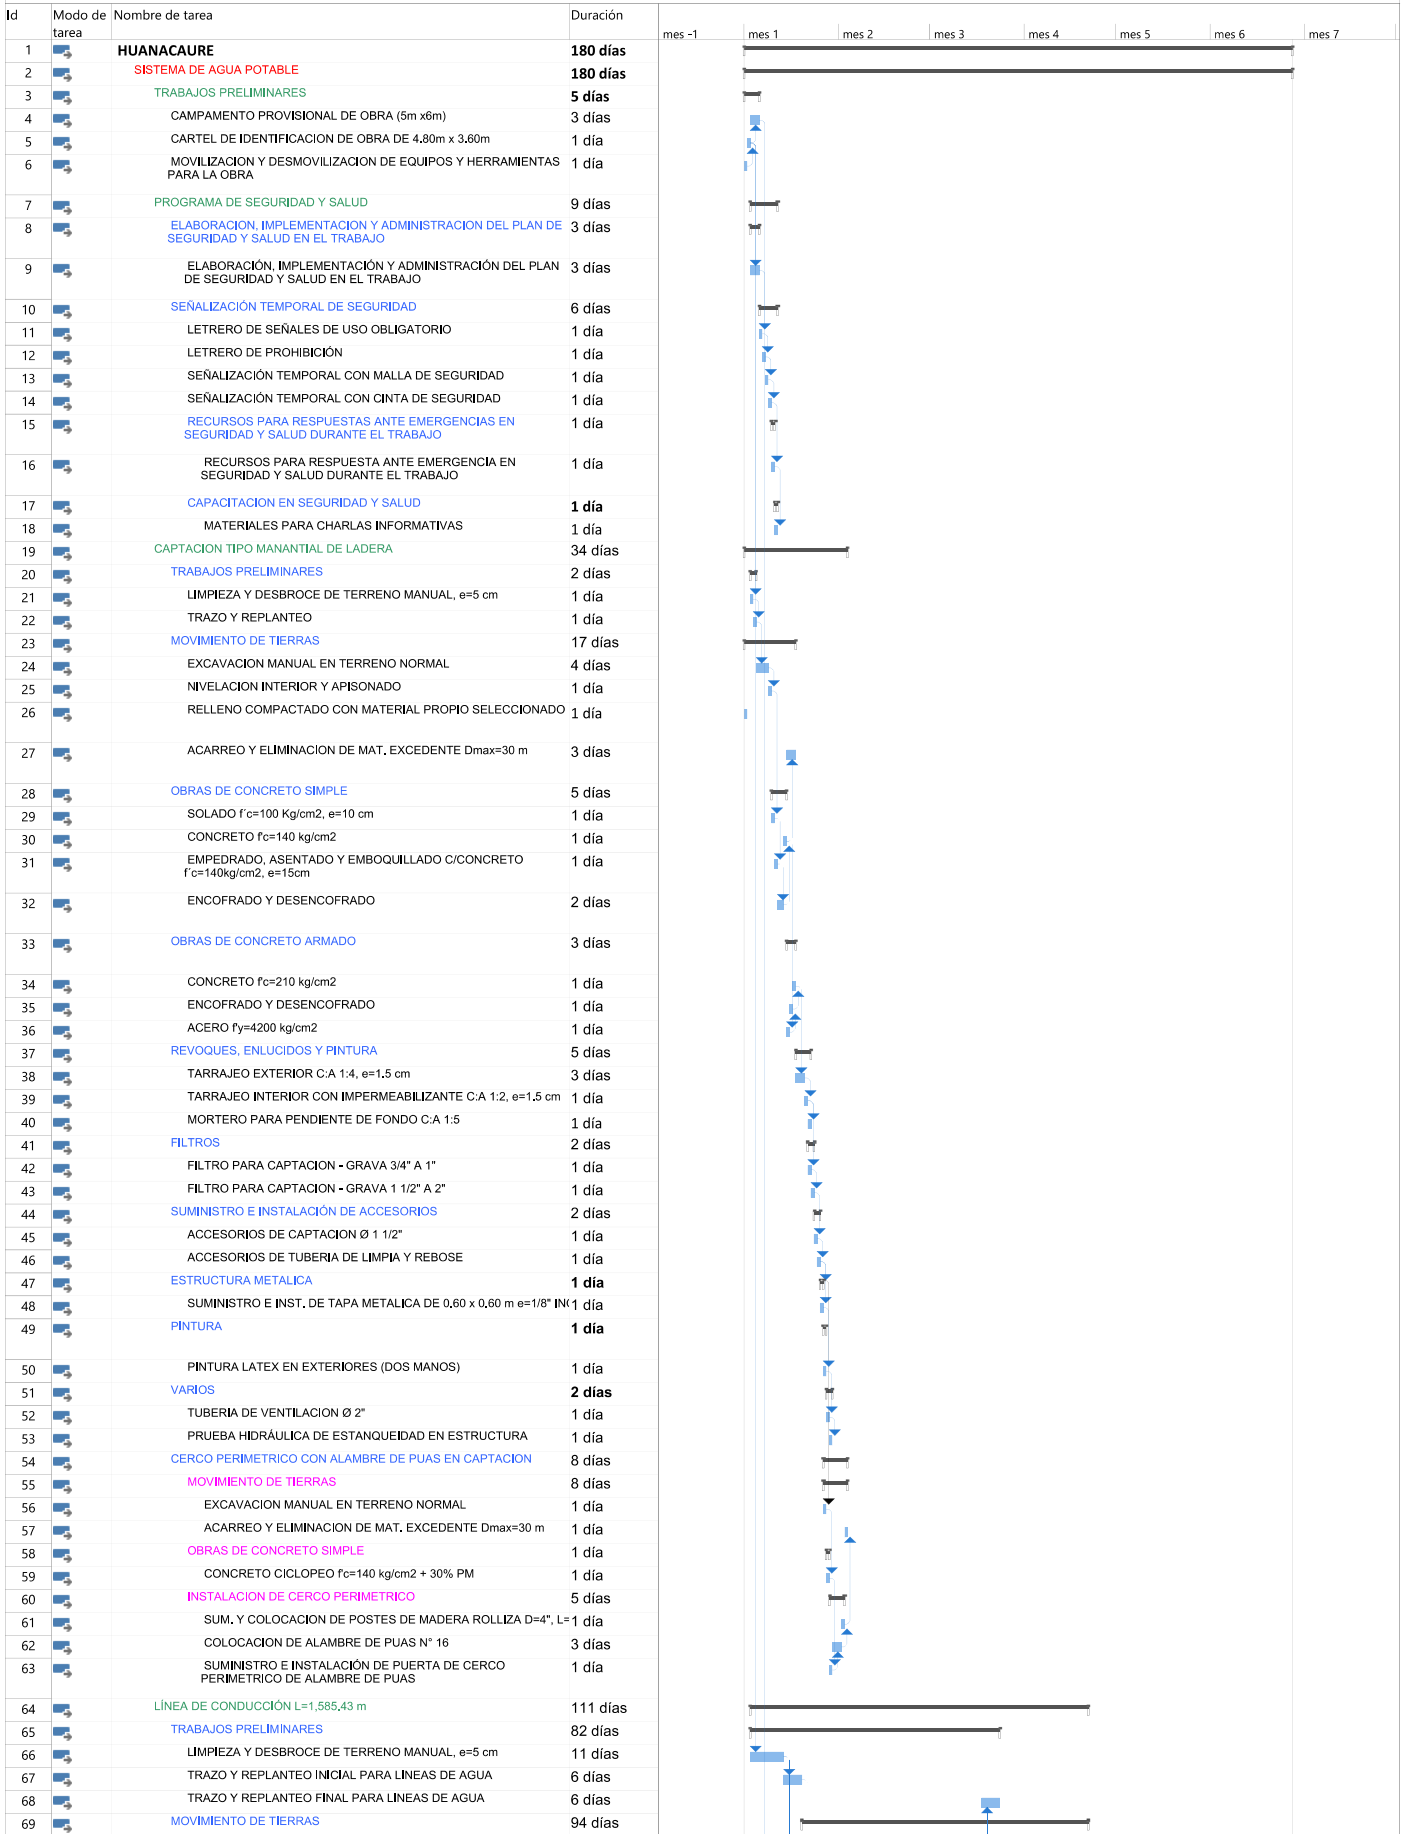 Id Modo de tarea Nombre de tarea Duración
mes -1 mes 1 mes 2 mes 3 mes 4 mes 5 mes 6 mes 7
1 HUANACAURE 180 días
2 SISTEMA DE AGUA POTABLE 180 días
3 TRABAJOS PRELIMINARES 5 días
4 CAMPAMENTO PROVISIONAL DE OBRA (5m x6m) 3 días
5 CARTEL DE IDENTIFICACION DE OBRA DE 4.80m x 3.60m 1 día
6 MOVILIZACION Y DESMOVILIZACION DE EQUIPOS Y HERRAMIENTAS 1 día
PARA LA OBRA
7 PROGRAMA DE SEGURIDAD Y SALUD 9 días
8 ELABORACION, IMPLEMENTACION Y ADMINISTRACION DEL PLAN DE 3 días
SEGURIDAD Y SALUD EN EL TRABAJO
9 ELABORACIÓN, IMPLEMENTACIÓN Y ADMINISTRACIÓN DEL PLAN 3 días
DE SEGURIDAD Y SALUD EN EL TRABAJO
10 SEÑALIZACIÓN TEMPORAL DE SEGURIDAD 6 días
11 LETRERO DE SEÑALES DE USO OBLIGATORIO 1 día
12 LETRERO DE PROHIBICIÓN 1 día
13 SEÑALIZACIÓN TEMPORAL CON MALLA DE SEGURIDAD 1 día
14 SEÑALIZACIÓN TEMPORAL CON CINTA DE SEGURIDAD 1 día
15 RECURSOS PARA RESPUESTAS ANTE EMERGENCIAS EN 1 día
SEGURIDAD Y SALUD DURANTE EL TRABAJO
16 RECURSOS PARA RESPUESTA ANTE EMERGENCIA EN 1 día
SEGURIDAD Y SALUD DURANTE EL TRABAJO
17 CAPACITACION EN SEGURIDAD Y SALUD 1 día
18 MATERIALES PARA CHARLAS INFORMATIVAS 1 día
19 CAPTACION TIPO MANANTIAL DE LADERA 34 días
20 TRABAJOS PRELIMINARES 2 días
21 LIMPIEZA Y DESBROCE DE TERRENO MANUAL, e=5 cm 1 día
22 TRAZO Y REPLANTEO 1 día
23 MOVIMIENTO DE TIERRAS 17 días
24 EXCAVACION MANUAL EN TERRENO NORMAL 4 días
25 NIVELACION INTERIOR Y APISONADO 1 día
26 RELLENO COMPACTADO CON MATERIAL PROPIO SELECCIONADO 1 día
27 ACARREO Y ELIMINACION DE MAT. EXCEDENTE Dmax=30 m 3 días
28 OBRAS DE CONCRETO SIMPLE 5 días
29 SOLADO f´c=100 Kg/cm2, e=10 cm 1 día
30 CONCRETO f'c=140 kg/cm2 1 día
31 EMPEDRADO, ASENTADO Y EMBOQUILLADO C/CONCRETO 1 día
f´c=140kg/cm2, e=15cm
32 ENCOFRADO Y DESENCOFRADO 2 días
33 OBRAS DE CONCRETO ARMADO 3 días
34 CONCRETO f'c=210 kg/cm2 1 día
35 ENCOFRADO Y DESENCOFRADO 1 día
36 ACERO f'y=4200 kg/cm2 1 día
37 REVOQUES, ENLUCIDOS Y PINTURA 5 días
38 TARRAJEO EXTERIOR C:A 1:4, e=1.5 cm 3 días
39 TARRAJEO INTERIOR CON IMPERMEABILIZANTE C:A 1:2, e=1.5 cm 1 día
40 MORTERO PARA PENDIENTE DE FONDO C:A 1:5 1 día
41 FILTROS 2 días
42 FILTRO PARA CAPTACION - GRAVA 3/4" A 1" 1 día
43 FILTRO PARA CAPTACION - GRAVA 1 1/2" A 2" 1 día
44 SUMINISTRO E INSTALACIÓN DE ACCESORIOS 2 días
45 ACCESORIOS DE CAPTACION Ø 1 1/2" 1 día
46 ACCESORIOS DE TUBERIA DE LIMPIA Y REBOSE 1 día
47 ESTRUCTURA METALICA 1 día
48 SUMINISTRO E INST. DE TAPA METALICA DE 0.60 x 0.60 m e=1/8" IN 1 día
49 PINTURA 1 día
50 PINTURA LATEX EN EXTERIORES (DOS MANOS) 1 día
51 VARIOS 2 días
52 TUBERIA DE VENTILACION Ø 2" 1 día
53 PRUEBA HIDRÁULICA DE ESTANQUEIDAD EN ESTRUCTURA 1 día
54 CERCO PERIMETRICO CON ALAMBRE DE PUAS EN CAPTACION 8 días
55 MOVIMIENTO DE TIERRAS 8 días
56 EXCAVACION MANUAL EN TERRENO NORMAL 1 día
57 ACARREO Y ELIMINACION DE MAT. EXCEDENTE Dmax=30 m 1 día
58 OBRAS DE CONCRETO SIMPLE 1 día
59 CONCRETO CICLOPEO f'c=140 kg/cm2 + 30% PM 1 día
60 INSTALACION DE CERCO PERIMETRICO 5 días
61 SUM. Y COLOCACION DE POSTES DE MADERA ROLLIZA D=4", L= 1 día
62 COLOCACION DE ALAMBRE DE PUAS N° 16 3 días
63 SUMINISTRO E INSTALACIÓN DE PUERTA DE CERCO 1 día
PERIMETRICO DE ALAMBRE DE PUAS
64 LÍNEA DE CONDUCCIÓN L=1,585.43 m 111 días
65 TRABAJOS PRELIMINARES 82 días
66 LIMPIEZA Y DESBROCE DE TERRENO MANUAL, e=5 cm 11 días
67 TRAZO Y REPLANTEO INICIAL PARA LINEAS DE AGUA 6 días
68 TRAZO Y REPLANTEO FINAL PARA LINEAS DE AGUA 6 días
69 MOVIMIENTO DE TIERRAS 94 días